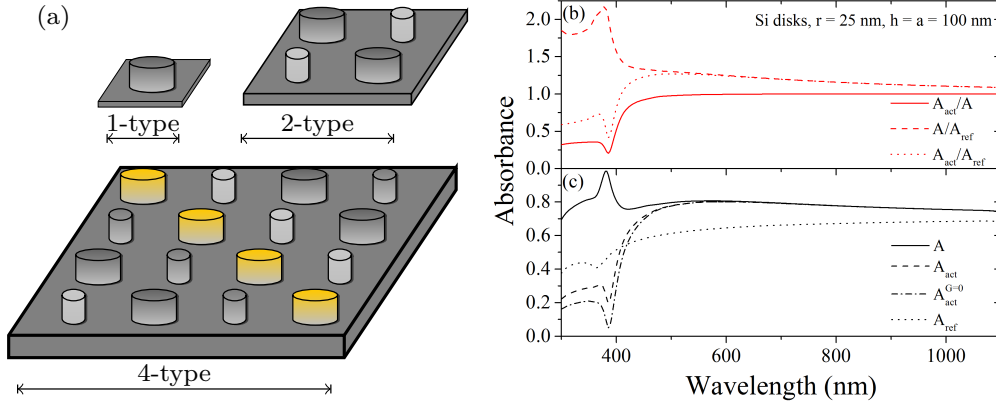 (a)
1-type
2-type
4-type
(b)
Si disks, r = 25 nm, h = a = 100 nm
2.0
1.5
1.0
0.5
0.0
A_act/A
A/A_ref
A_act/A_ref
Absorbance
(c)
0.8
0.6
0.4
0.2
0.0
A
A_act
A_act^G=0
A_ref
400 600 800 1000
Wavelength (nm)